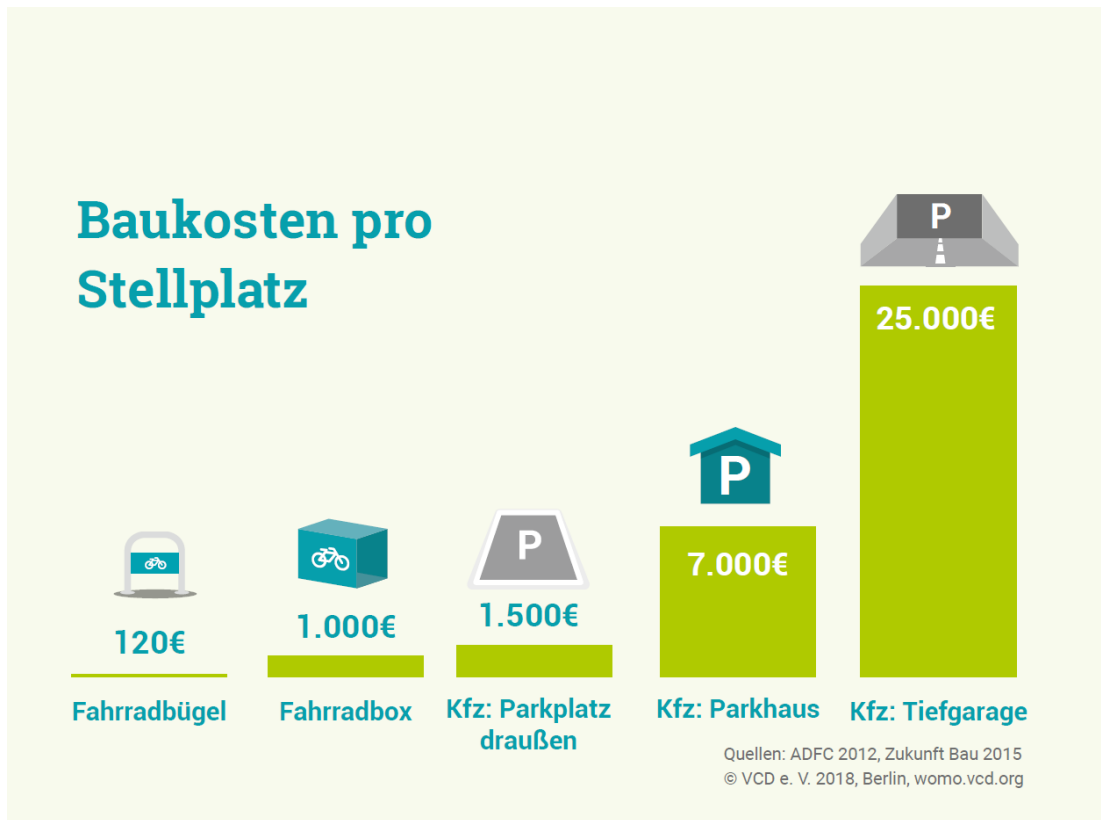 Baukosten pro
Stellplatz
P
25.000€
P
7.000€
P
1.500€
1.000€
120€
Fahrradbügel
Fahrradbox
Kfz: Parkplatz
draußen
Kfz: Parkhaus
Kfz: Tiefgarage
Quellen: ADFC 2012, Zukunft Bau 2015
© VCD e. V. 2018, Berlin, womo.vcd.org